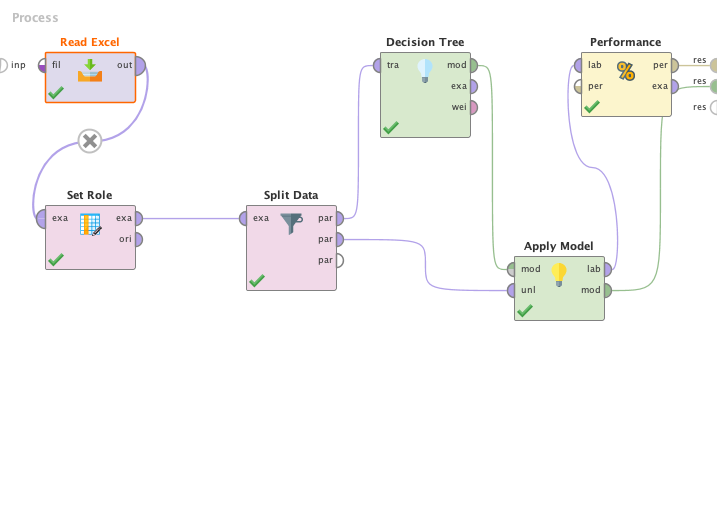 Process
Read Excel
inp
fil
out
Set Role
exa
exa
ori
Split Data
exa
par
par
par
Decision Tree
tra
mod
exa
wei
Apply Model
mod
lab
unl
mod
Performance
%
lab
per
per
exa
res
res
res